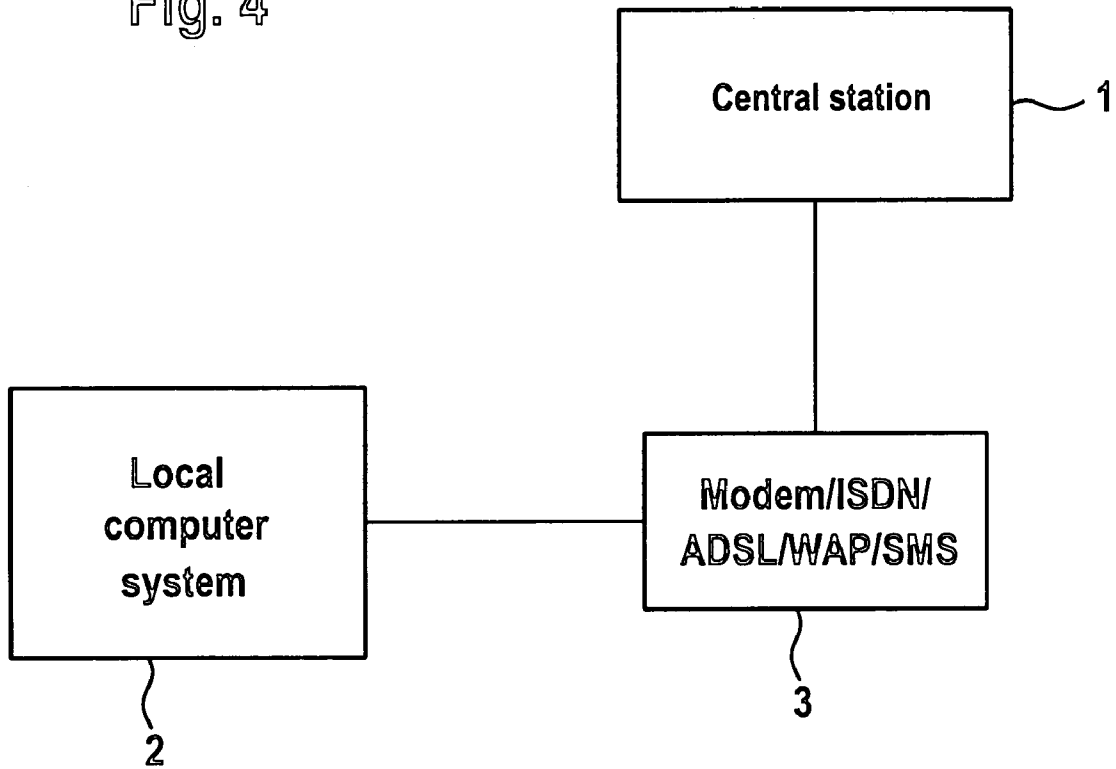 Fig. 4
Central station
1
Local
computer
system
Modem/ISDN/
ADSL/WAP/SMS
2
3